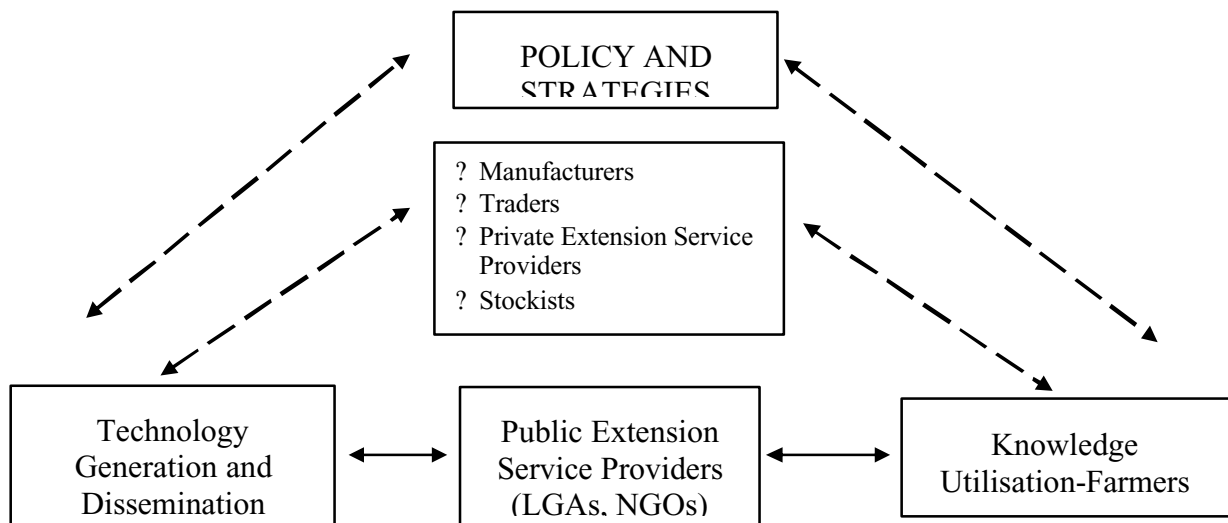 POLICY AND
STRATEGIES
? Manufacturers
? Traders
? Private Extension Service
Providers
? Stockists
Technology
Generation and
Dissemination
Public Extension
Service Providers
(LGAs, NGOs)
Knowledge
Utilisation-Farmers